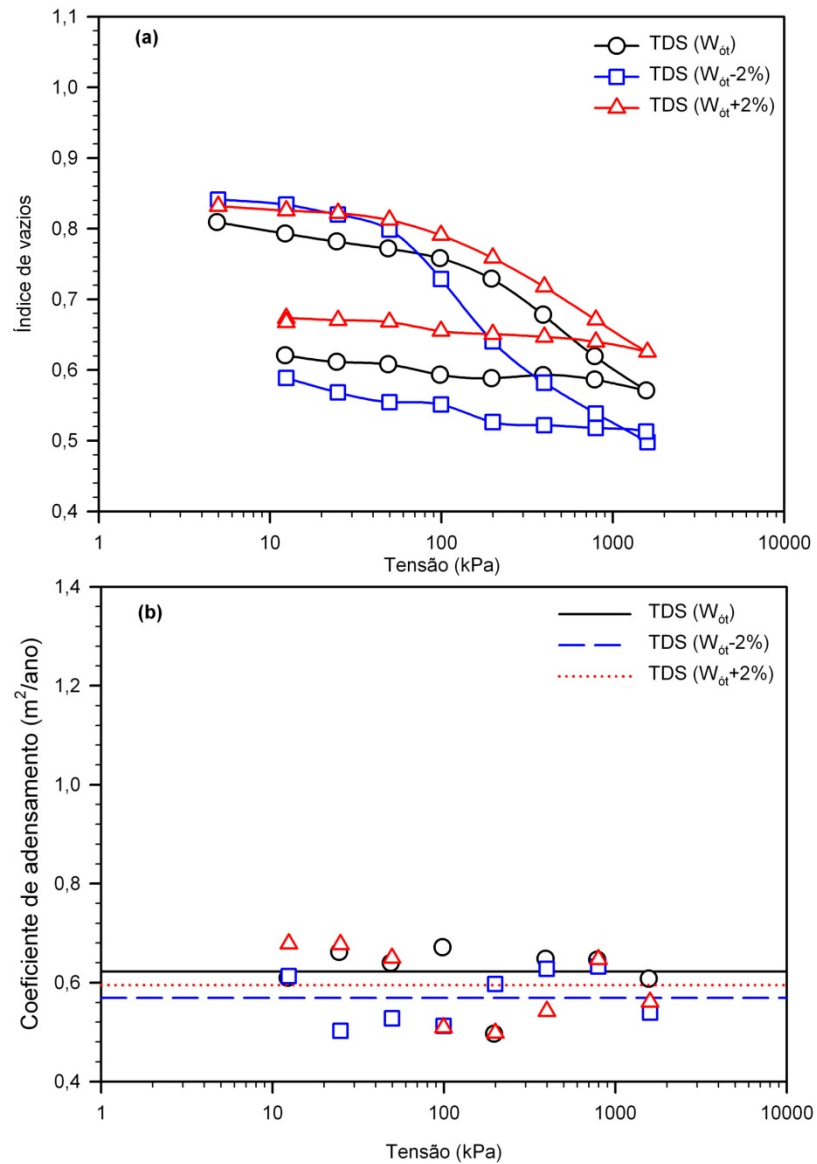 (a)
TDS (Wót)
TDS (Wót-2%)
TDS (Wót+2%)
1,1
1,0
0,9
0,8
0,7
0,6
0,5
0,4
Índice de vazios
1 10 100 1000 10000
Tensão (kPa)
(b)
TDS (Wót)
TDS (Wót-2%)
TDS (Wót+2%)
1,4
1,2
1,0
0,8
0,6
0,4
Coeficiente de adensamento (m²/ano)
1 10 100 1000 10000
Tensão (kPa)